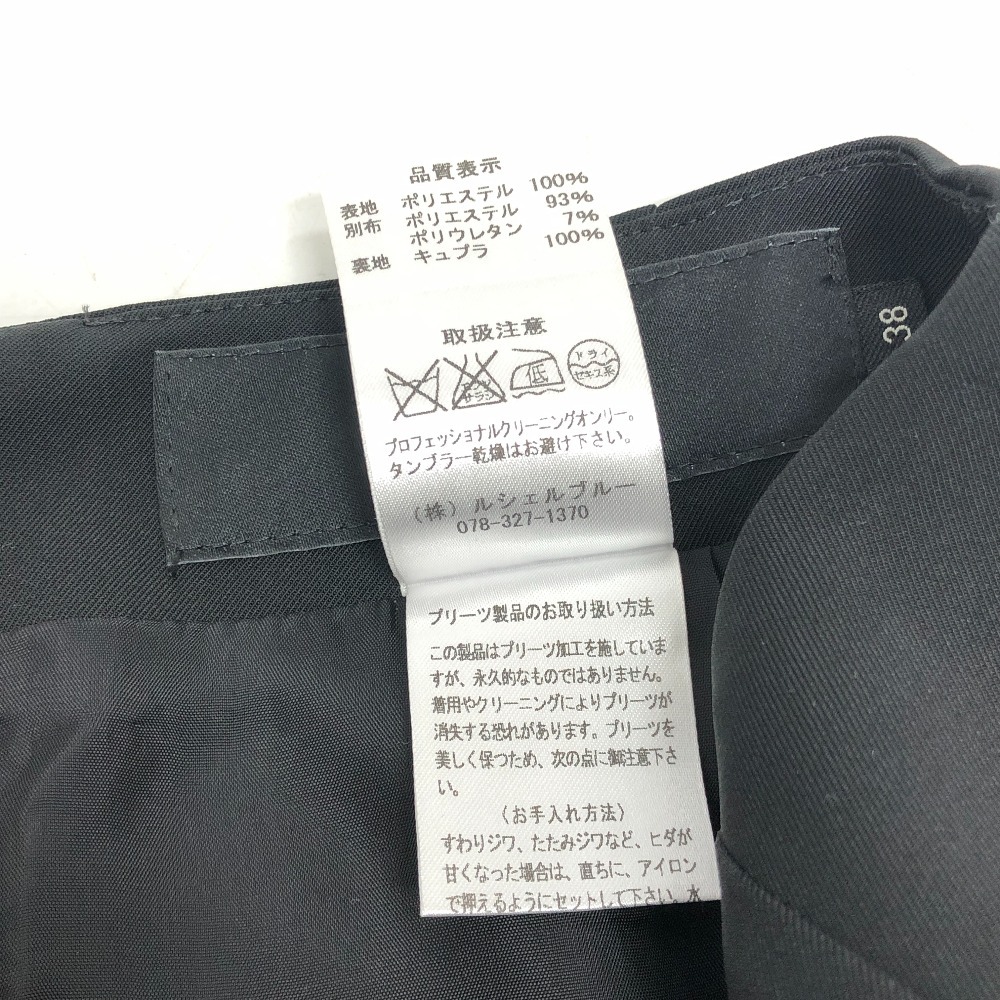 品質表示
表地 ポリエステル 100%
別布 ポリエステル 93%
ポリウレタン 7%
裏地 キュプラ 100%
取扱注意
エンソ
サラシ
低
ドライ
セキユ系
プロフェッショナルクリーニングオンリー。
タンブラー乾燥はお避け下さい。
(株) ルシェルブルー
078-327-1370
38
プリーツ製品のお取り扱い方法
この製品はプリーツ加工を施していま
すが、永久的なものではありません。
着用やクリーニングによりプリーツが
消失する恐れがあります。プリーツを
美しく保つため、次の点に御注意下さ
い。
(お手入れ方法)
すわりジワ、たたみジワなど、ヒダが
甘くなった場合は、直ちに、アイロン
で押えるようにセットして下さい。水